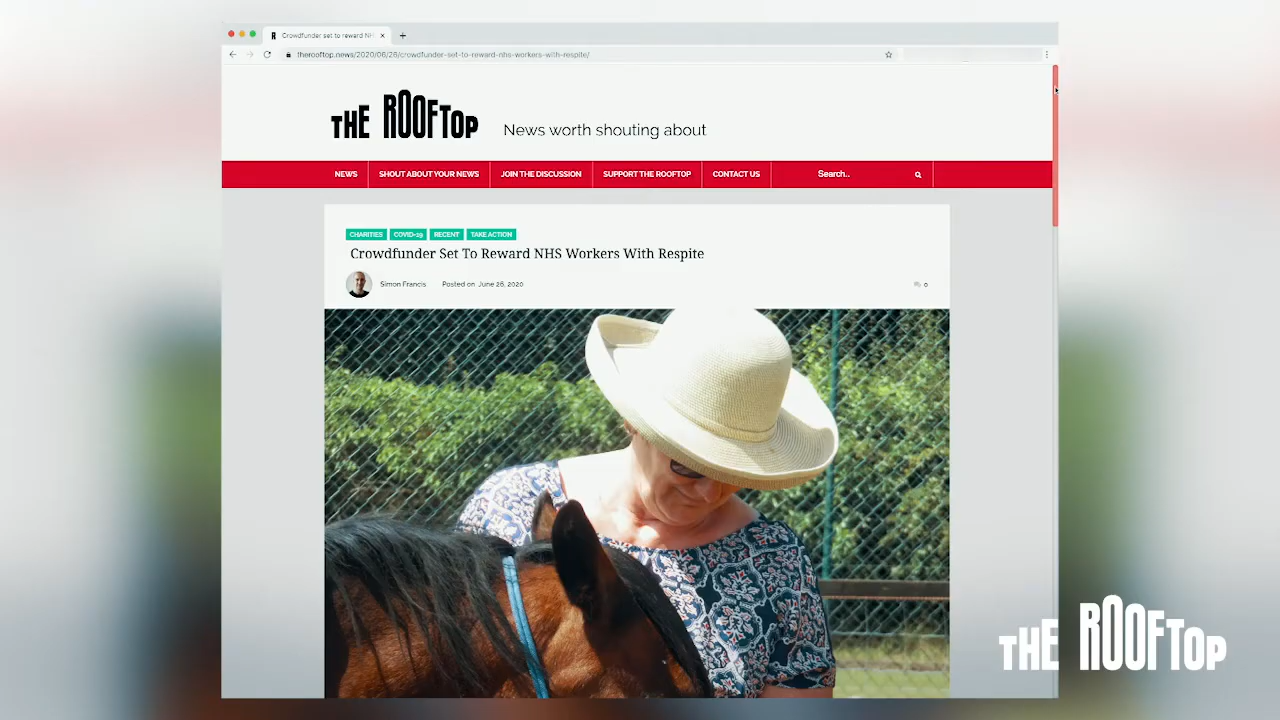 Crowdfunder set to reward NH
therooftop.news/2020/06/26/crowdfunder-set-to-reward-nhs-workers-with-respite/
THE ROOFTOP
News worth shouting about
NEWS
SHOUT ABOUT YOUR NEWS
JOIN THE DISCUSSION
SUPPORT THE ROOFTOP
CONTACT US
Search..
CHARITIES
COVID-19
RECENT
TAKE ACTION
Crowdfunder Set To Reward NHS Workers With Respite
Simon Francis
Posted on June 26, 2020
0
THE ROOFTOP